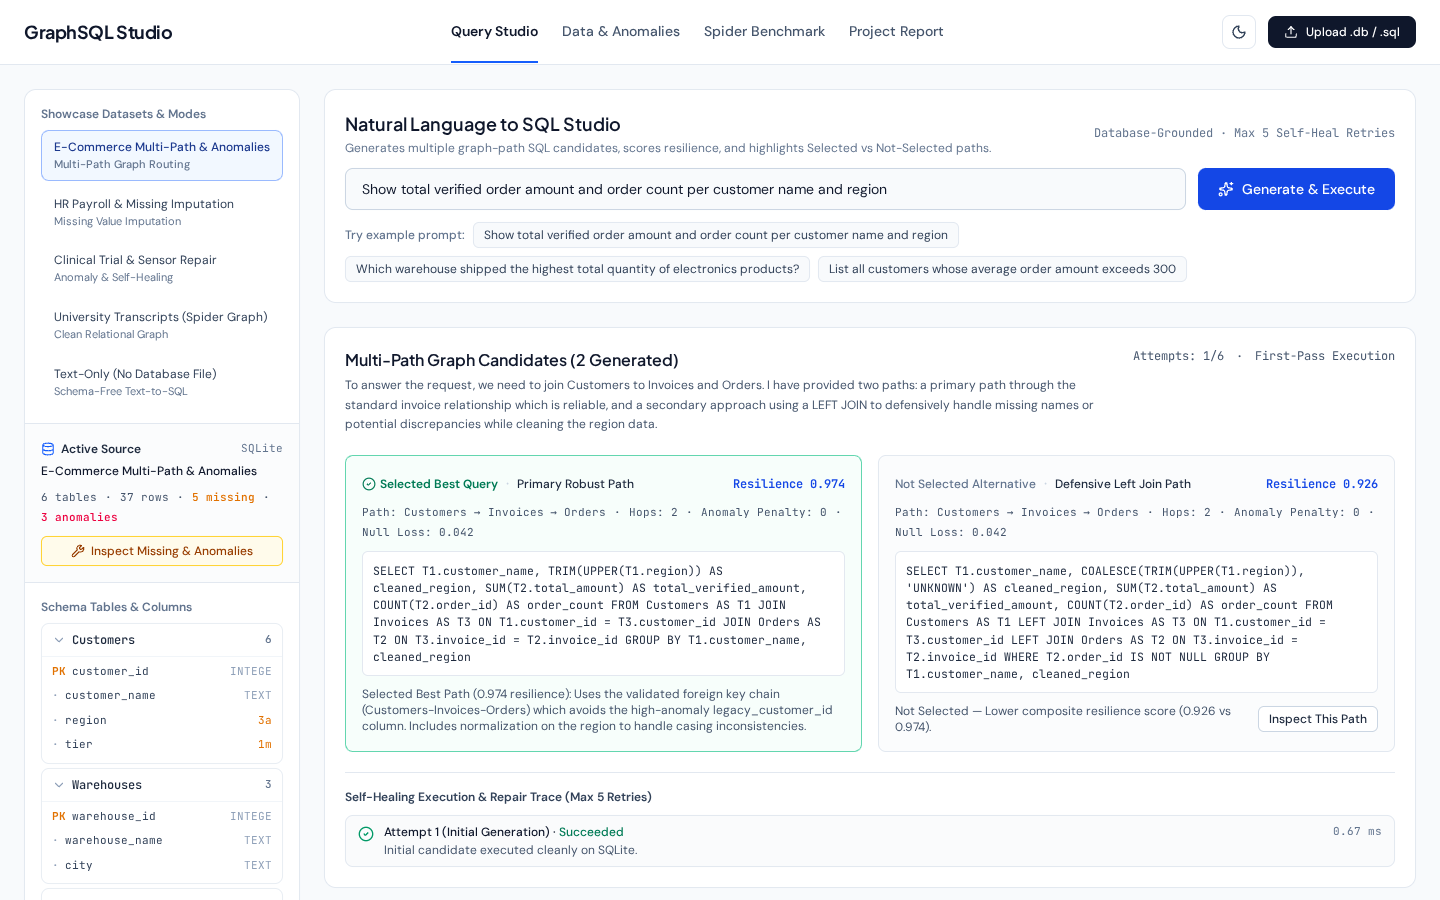 GraphSQL Studio
Query Studio
Data & Anomalies
Spider Benchmark
Project Report
Upload .db / .sql
Showcase Datasets & Modes
E-Commerce Multi-Path & Anomalies
Multi-Path Graph Routing
HR Payroll & Missing Imputation
Missing Value Imputation
Clinical Trial & Sensor Repair
Anomaly & Self-Healing
University Transcripts (Spider Graph)
Clean Relational Graph
Text-Only (No Database File)
Schema-Free Text-to-SQL
Active Source
SQLite
E-Commerce Multi-Path & Anomalies
6 tables · 37 rows · 5 missing ·
3 anomalies
Inspect Missing & Anomalies
Schema Tables & Columns
Customers 6
PK customer_id INTEGE
· customer_name TEXT
· region 3a
· tier 1m
Warehouses 3
PK warehouse_id INTEGE
· warehouse_name TEXT
· city TEXT
Natural Language to SQL Studio
Generates multiple graph-path SQL candidates, scores resilience, and highlights Selected vs Not-Selected paths.
Database-Grounded · Max 5 Self-Heal Retries
Show total verified order amount and order count per customer name and region
Generate & Execute
Try example prompt:
Show total verified order amount and order count per customer name and region
Which warehouse shipped the highest total quantity of electronics products?
List all customers whose average order amount exceeds 300
Multi-Path Graph Candidates (2 Generated)
Attempts: 1/6 · First-Pass Execution
To answer the request, we need to join Customers to Invoices and Orders. I have provided two paths: a primary path through the
standard invoice relationship which is reliable, and a secondary approach using a LEFT JOIN to defensively handle missing names or
potential discrepancies while cleaning the region data.
Selected Best Query · Primary Robust Path
Resilience 0.974
Path: Customers → Invoices → Orders · Hops: 2 · Anomaly Penalty: 0 ·
Null Loss: 0.042
SELECT T1.customer_name, TRIM(UPPER(T1.region)) AS
cleaned_region, SUM(T2.total_amount) AS total_verified_amount,
COUNT(T2.order_id) AS order_count FROM Customers AS T1 JOIN
Invoices AS T3 ON T1.customer_id = T3.customer_id JOIN Orders AS
T2 ON T3.invoice_id = T2.invoice_id GROUP BY T1.customer_name,
cleaned_region
Selected Best Path (0.974 resilience): Uses the validated foreign key chain
(Customers-Invoices-Orders) which avoids the high-anomaly legacy_customer_id
column. Includes normalization on the region to handle casing inconsistencies.
Not Selected Alternative · Defensive Left Join Path
Resilience 0.926
Path: Customers → Invoices → Orders · Hops: 2 · Anomaly Penalty: 0 ·
Null Loss: 0.042
SELECT T1.customer_name, COALESCE(TRIM(UPPER(T1.region)),
'UNKNOWN') AS cleaned_region, SUM(T2.total_amount) AS
total_verified_amount, COUNT(T2.order_id) AS order_count FROM
Customers AS T1 LEFT JOIN Invoices AS T3 ON T1.customer_id =
T3.customer_id LEFT JOIN Orders AS T2 ON T3.invoice_id =
T2.invoice_id WHERE T2.order_id IS NOT NULL GROUP BY
T1.customer_name, cleaned_region
Not Selected — Lower composite resilience score (0.926 vs
0.974).
Inspect This Path
Self-Healing Execution & Repair Trace (Max 5 Retries)
Attempt 1 (Initial Generation) · Succeeded
0.67 ms
Initial candidate executed cleanly on SQLite.